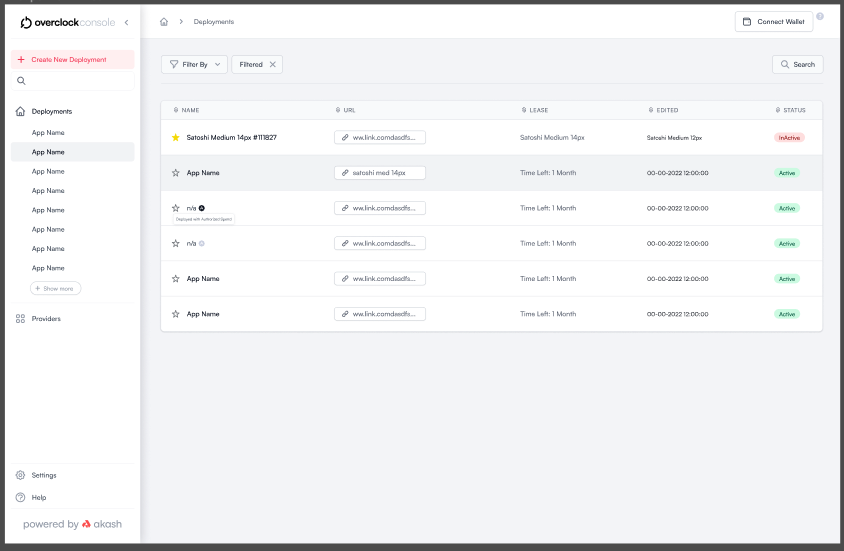 overclockconsole
Create New Deployment
Deployments
App Name
App Name
App Name
App Name
App Name
App Name
App Name
App Name
+ Show more
Providers
Settings
Help
powered by akash
Deployments
Connect Wallet
?
Filter By
Filtered
Search
NAME URL LEASE EDITED STATUS
Satoshi Medium 14px #111827 ww.link.comdasdfs... Satoshi Medium 14px Satoshi Medium 12px InActive
App Name satoshi med 14px Time Left: 1 Month 00-00-2022 12:00:00 Active
n/a ww.link.comdasdfs... Time Left: 1 Month 00-00-2022 12:00:00 Active
Deployed with Authorized Spend
n/a ww.link.comdasdfs... Time Left: 1 Month 00-00-2022 12:00:00 Active
App Name ww.link.comdasdfs... Time Left: 1 Month 00-00-2022 12:00:00 Active
App Name ww.link.comdasdfs... Time Left: 1 Month 00-00-2022 12:00:00 Active